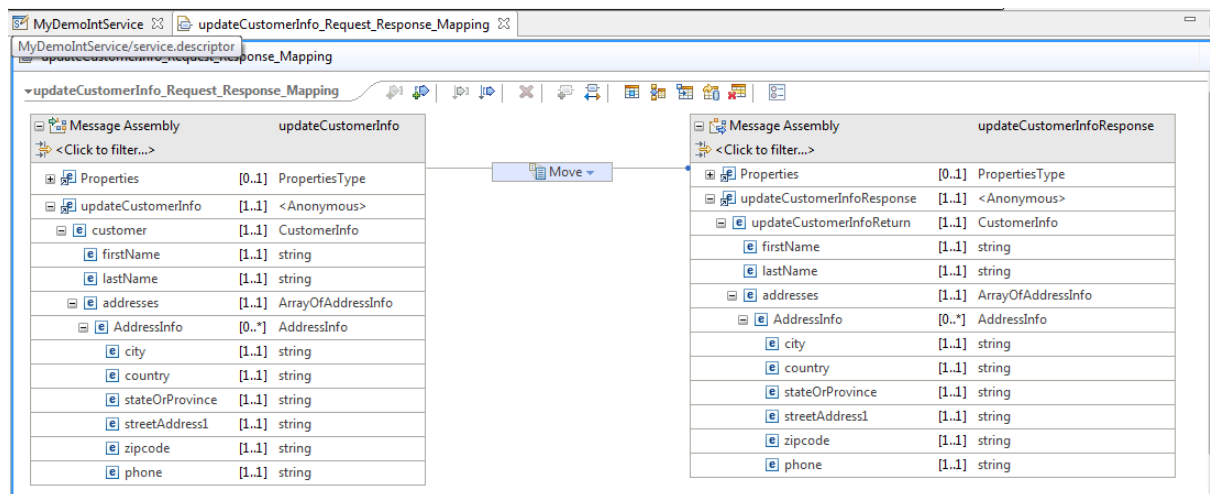 MyDemoIntService updateCustomerInfo_Request_Response_Mapping
MyDemoIntService/service.descriptor
updateCustomerInfo_Request_Response_Mapping
updateCustomerInfo_Request_Response_Mapping
Message Assembly updateCustomerInfo
<Click to filter...>
Properties [0..1] PropertiesType
updateCustomerInfo [1..1] <Anonymous>
customer [1..1] CustomerInfo
firstName [1..1] string
lastName [1..1] string
addresses [1..1] ArrayOfAddressInfo
AddressInfo [0..*] AddressInfo
city [1..1] string
country [1..1] string
stateOrProvince [1..1] string
streetAddress1 [1..1] string
zipcode [1..1] string
phone [1..1] string
Move
Message Assembly updateCustomerInfoResponse
<Click to filter...>
Properties [0..1] PropertiesType
updateCustomerInfoResponse [1..1] <Anonymous>
updateCustomerInfoReturn [1..1] CustomerInfo
firstName [1..1] string
lastName [1..1] string
addresses [1..1] ArrayOfAddressInfo
AddressInfo [0..*] AddressInfo
city [1..1] string
country [1..1] string
stateOrProvince [1..1] string
streetAddress1 [1..1] string
zipcode [1..1] string
phone [1..1] string